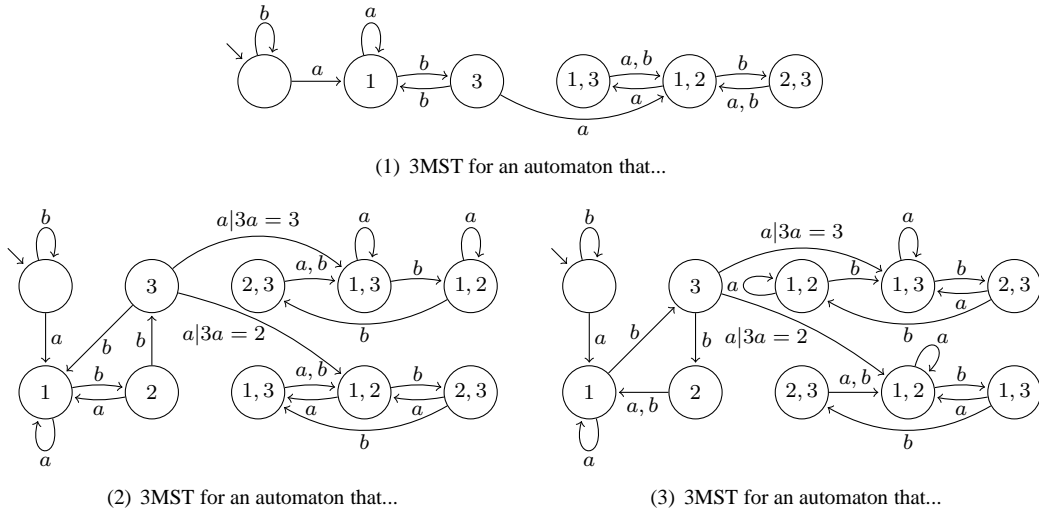 b a
a b b 1 3 a
a, b a b a, b 1, 3 1, 2 2, 3
(1) 3MST for an automaton that...
b a|3a = 3 a a
3 2, 3 a, b 1, 3 b 1, 2
a b b a|3a = 2 b
1 b a 2 1, 3 a, b a 1, 2 b a 2, 3
a b
(2) 3MST for an automaton that...
b a|3a = 3 a
3 a 1, 2 b 1, 3 b a 2, 3
a b b a|3a = 2 b a
1 a, b 2 2, 3 a, b 1, 2 b a 1, 3
a b
(3) 3MST for an automaton that...